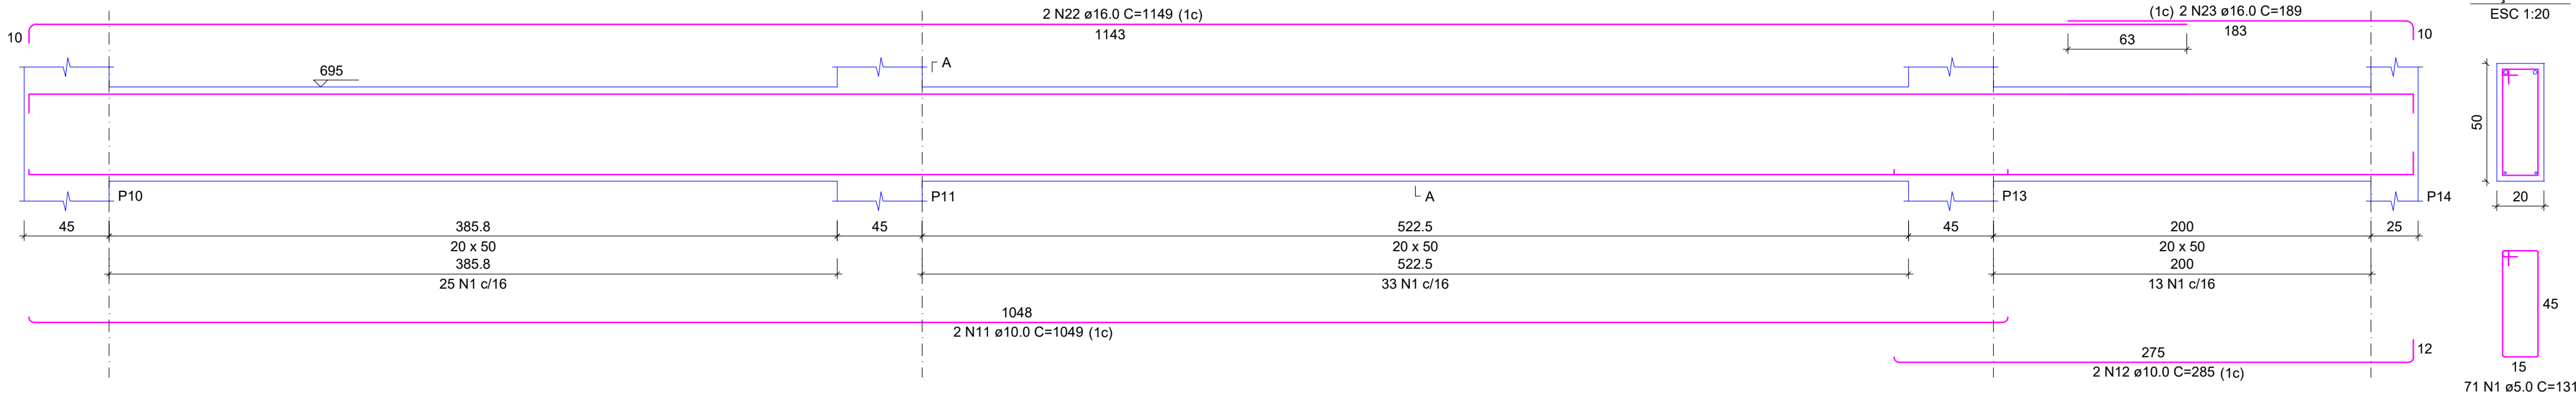 2 N22 ø16.0 C=1149 (1c)
(1c) 2 N23 ø16.0 C=189
ESC 1:20
10
1143
63
183
10
695
A
50
P10
P11
A
P13
P14
20
45
385.8
45
522.5
45
200
25
20 x 50
20 x 50
20 x 50
385.8
522.5
200
25 N1 c/16
33 N1 c/16
13 N1 c/16
45
1048
2 N11 ø10.0 C=1049 (1c)
275
12
2 N12 ø10.0 C=285 (1c)
15
71 N1 ø5.0 C=131